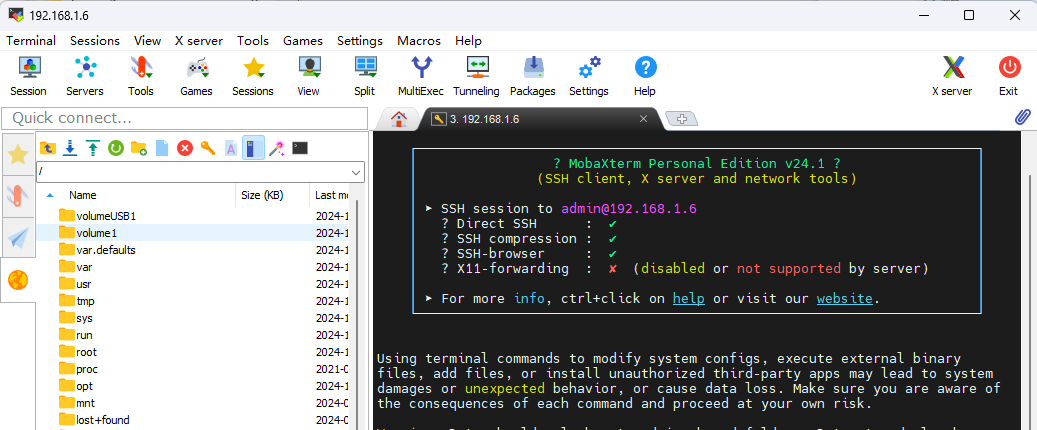 192.168.1.6
Terminal Sessions View X server Tools Games Settings Macros Help
Session Servers Tools Games Sessions View Split MultiExec Tunneling Packages Settings Help X server Exit
Quick connect...
3. 192.168.1.6
/
Name Size (KB) Last mo
volumeUSB1 2024-1
volume1 2024-1
var.defaults 2024-1
var 2024-1
usr 2024-1
tmp 2024-1
sys 2024-1
run 2024-1
root 2024-1
proc 2021-0
opt 2024-1
mnt 2024-0
lost+found 2024-0
? MobaXterm Personal Edition v24.1 ?
(SSH client, X server and network tools)
➤ SSH session to admin@192.168.1.6
? Direct SSH : ✔
? SSH compression : ✔
? SSH-browser : ✔
? X11-forwarding : ✘ (disabled or not supported by server)
➤ For more info, ctrl+click on help or visit our website.
Using terminal commands to modify system configs, execute external binary
files, add files, or install unauthorized third-party apps may lead to system
damages or unexpected behavior, or cause data loss. Make sure you are aware of
the consequences of each command and proceed at your own risk.